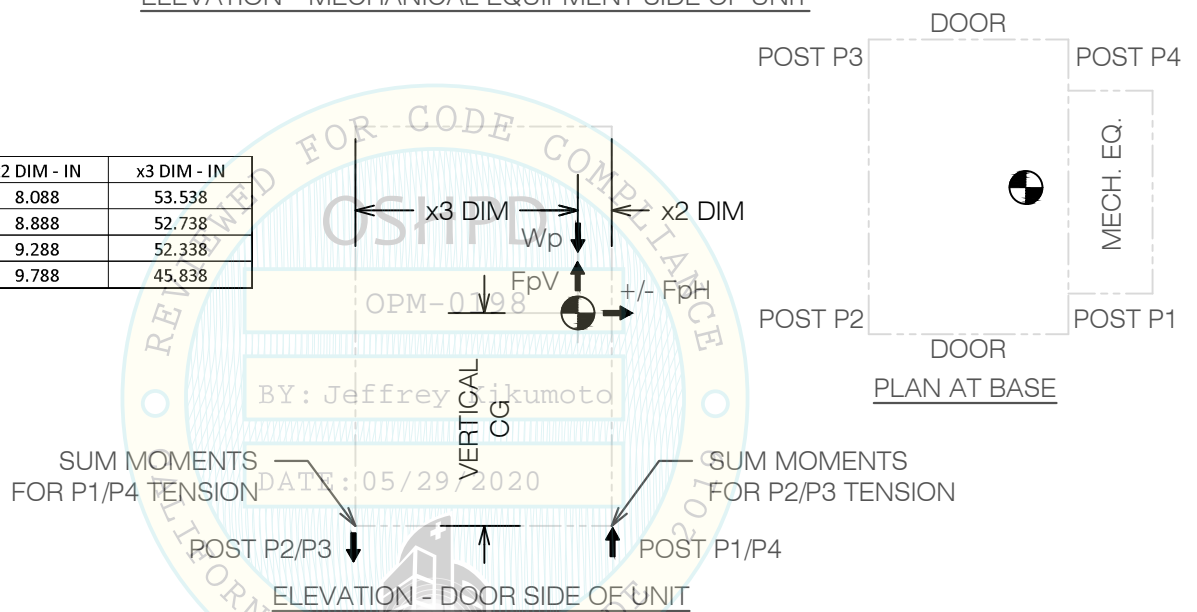 ELEVATION - MECHANICAL EQUIPMENT SIDE OF UNIT
DOOR
POST P3
POST P4
MECH. EQ.
POST P2
POST P1
DOOR
PLAN AT BASE
2 DIM - IN x3 DIM - IN
8.088 53.538
8.888 52.738
9.288 52.338
9.788 45.838
REVIEWED FOR CODE COMPLIANCE
OSHPD
x3 DIM
x2 DIM
Wp
FpV
+/- FpH
OPM-0198
BY: Jeffrey Kikumoto
VERTICAL
CG
SUM MOMENTS
FOR P1/P4 TENSION
DATE: 05/29/2020
SUM MOMENTS
FOR P2/P3 TENSION
POST P2/P3
POST P1/P4
ELEVATION - DOOR SIDE OF UNIT